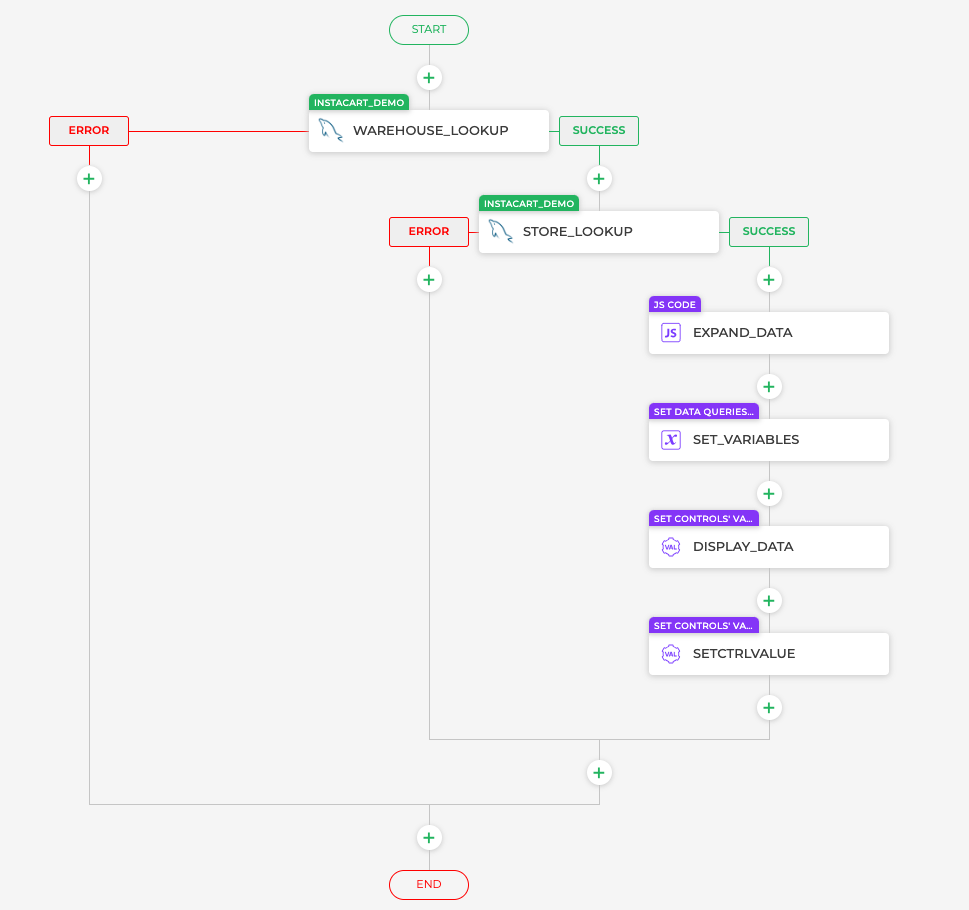 START
INSTACART_DEMO
ERROR
WAREHOUSE_LOOKUP
SUCCESS
INSTACART_DEMO
ERROR
STORE_LOOKUP
SUCCESS
JS CODE
JS
EXPAND_DATA
SET DATA QUERIES...
X
SET_VARIABLES
SET CONTROLS' VA...
VAL
DISPLAY_DATA
SET CONTROLS' VA...
VAL
SETCTRLVALUE
END